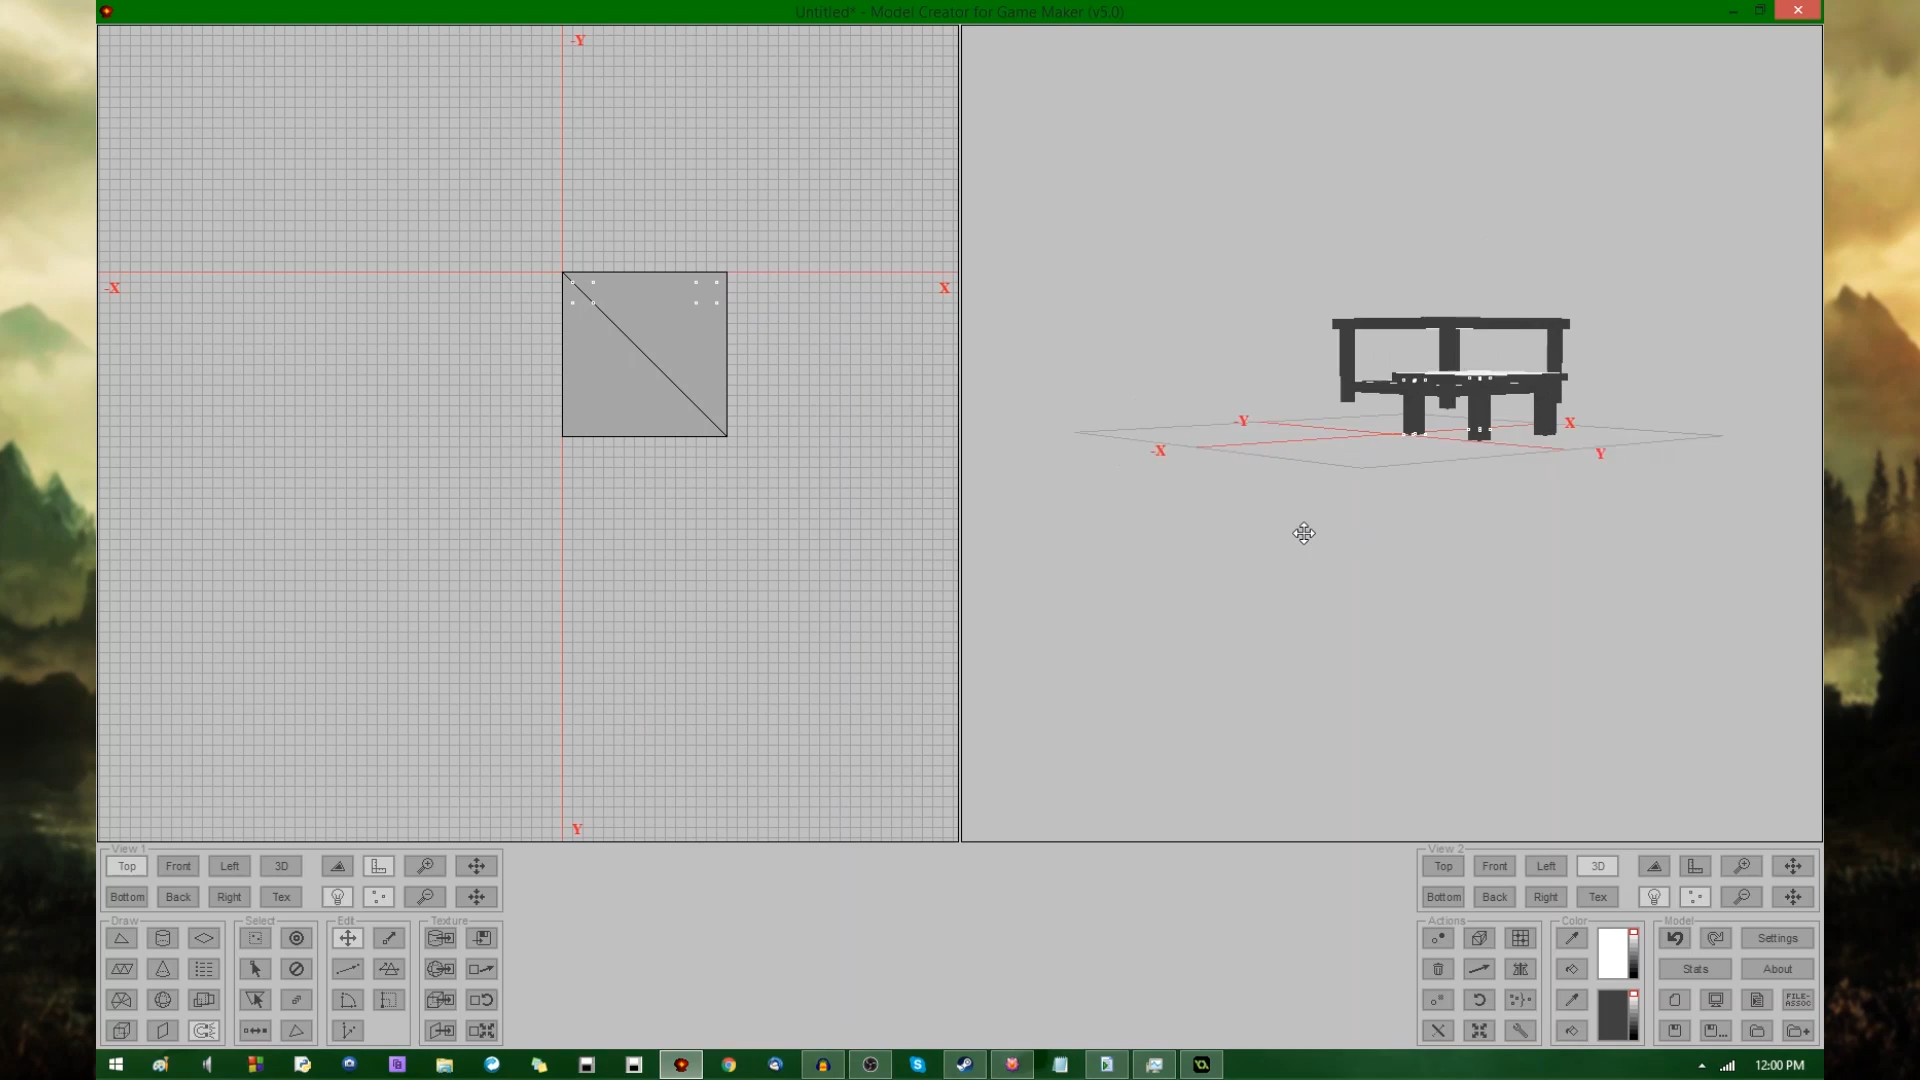 Untitled* - Model Creator for Game Maker (v5.0)
-Y
-X
X
Y
-Y
X
-X
Y
View 1
Top Front Left 3D
Bottom Back Right Tex
Draw Select Edit Texture
View 2
Top Front Left 3D
Bottom Back Right Tex
Actions Color Model
Settings
Stats About
FILE-
ASSOC
12:00 PM